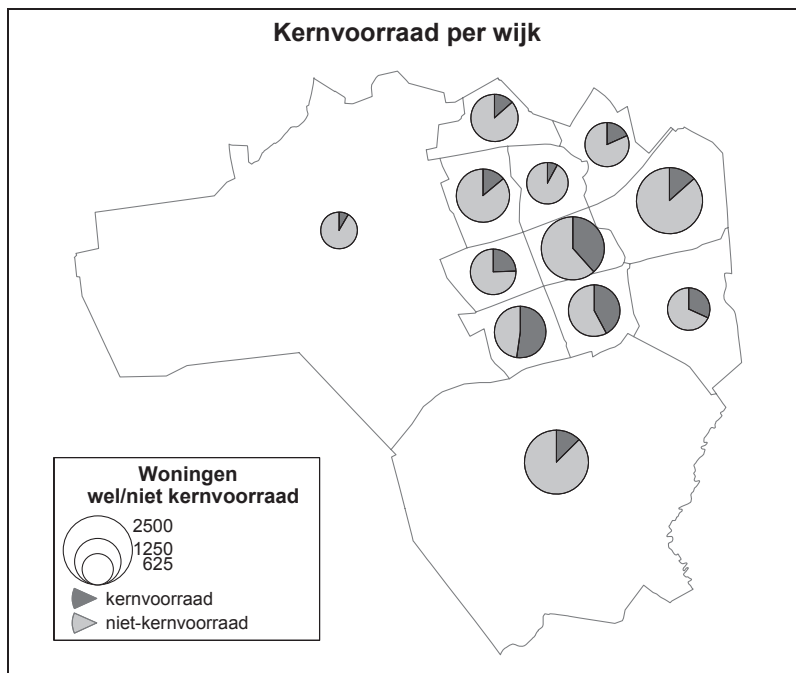 Kernvoorraad per wijk
Woningen
wel/niet kernvoorraad
2500
1250
625
kernvoorraad
niet-kernvoorraad